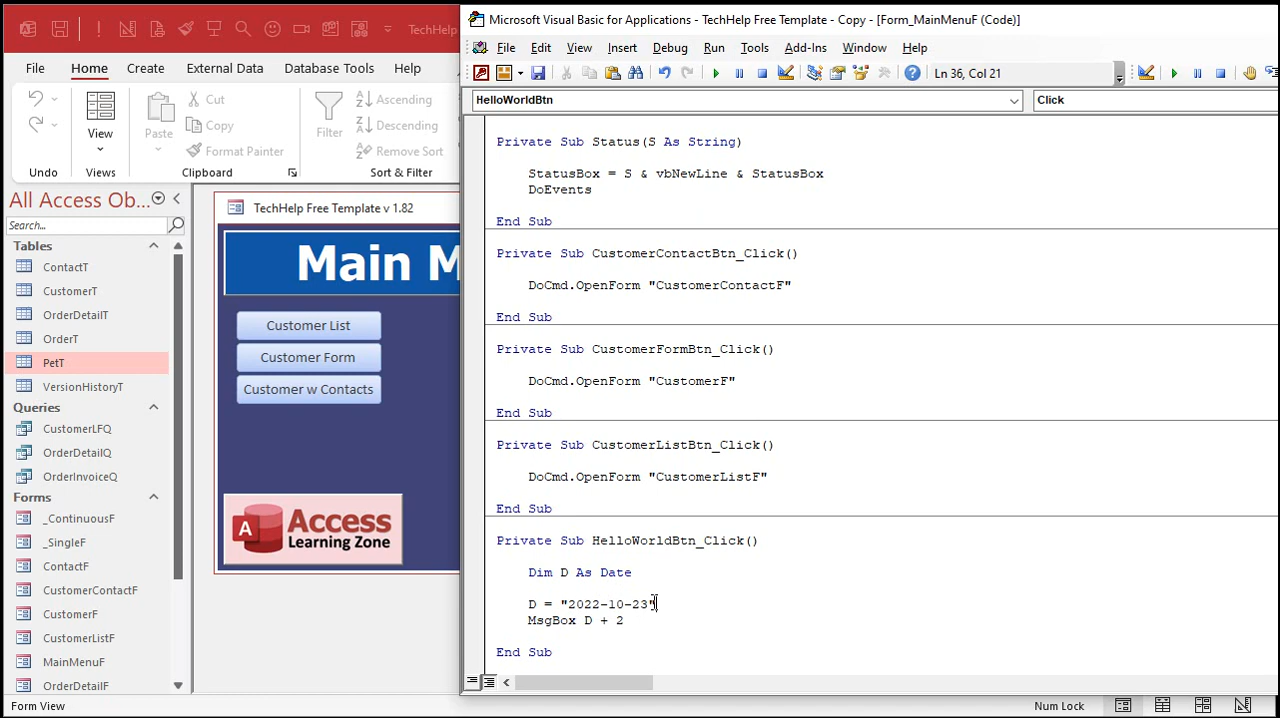 TechHelp
File Home Create External Data Database Tools Help
Cut
Copy
Format Painter
View
Paste
Filter
Ascending
Descending
Remove Sort
Undo Views Clipboard Sort & Filter
All Access Ob...
Search...
Tables
ContactT
CustomerT
OrderDetailT
OrderT
PetT
VersionHistoryT
Queries
CustomerLFQ
OrderDetailQ
OrderInvoiceQ
Forms
_ContinuousF
_SingleF
ContactF
CustomerContactF
CustomerF
CustomerListF
MainMenuF
OrderDetailF
TechHelp Free Template v 1.82
Main M
Customer List
Customer Form
Customer w Contacts
A Access
Learning Zone
Microsoft Visual Basic for Applications - TechHelp Free Template - Copy - [Form_MainMenuF (Code)]
File Edit View Insert Debug Run Tools Add-Ins Window Help
Ln 36, Col 21
HelloWorldBtn Click
Private Sub Status(S As String)
StatusBox = S & vbNewLine & StatusBox
DoEvents
End Sub
Private Sub CustomerContactBtn_Click()
DoCmd.OpenForm "CustomerContactF"
End Sub
Private Sub CustomerFormBtn_Click()
DoCmd.OpenForm "CustomerF"
End Sub
Private Sub CustomerListBtn_Click()
DoCmd.OpenForm "CustomerListF"
End Sub
Private Sub HelloWorldBtn_Click()
Dim D As Date
D = "2022-10-23"
MsgBox D + 2
End Sub
Form View Num Lock